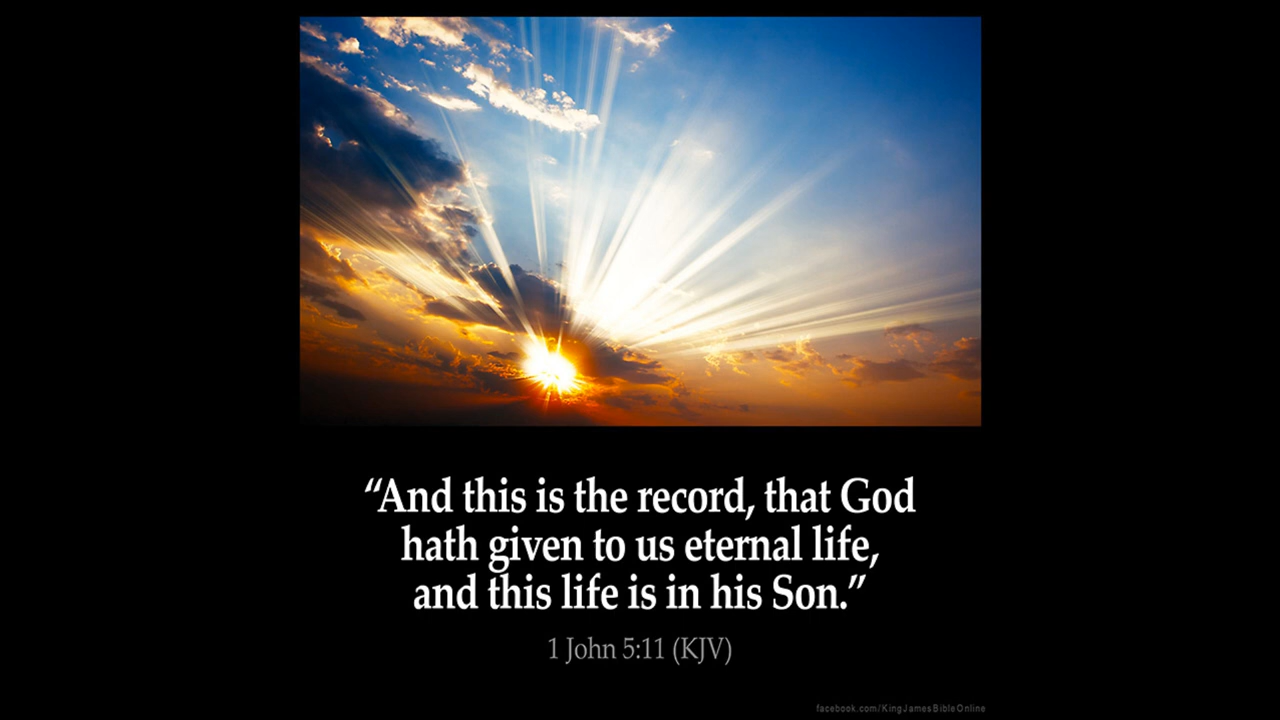 “And this is the record, that God
hath given to us eternal life,
and this life is in his Son.”
1 John 5:11 (KJV)
facebook.com/KingJamesBibleOnline